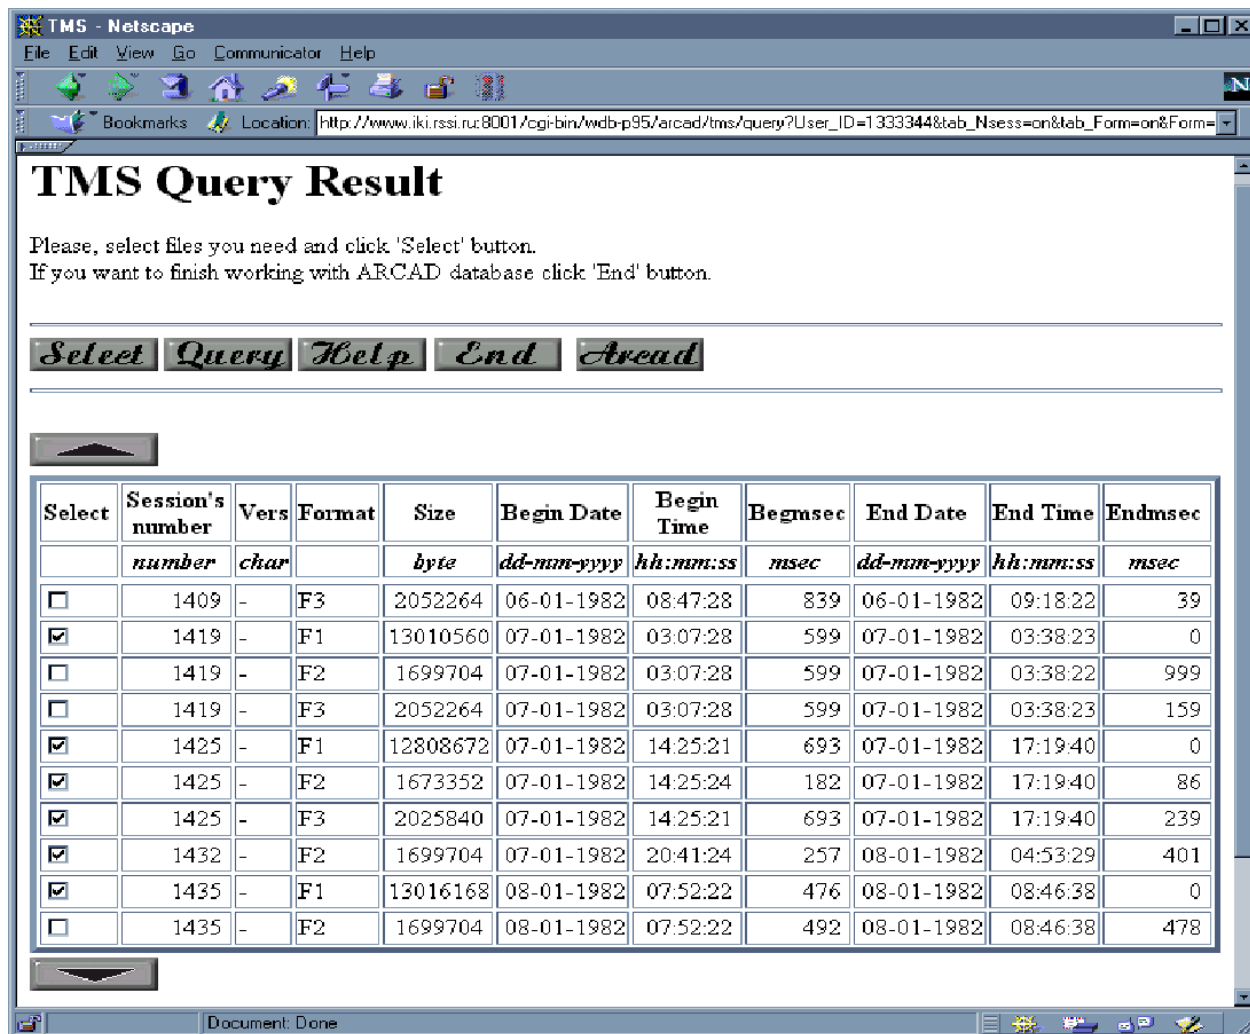 TMS - Netscape
File Edit View Go Communicator Help
N
Bookmarks Location: http://www.iki.rssi.ru:8001/cgi-bin/wdb-p95/arcad/tms/query?User_ID=1333344&tab_Nsess=on&tab_Form=on&Form=
TMS Query Result
Please, select files you need and click 'Select' button.
If you want to finish working with ARCAD database click 'End' button.
Select Query Help End Arcad
Select Session's number Vers Format Size Begin Date Begin Time Begmsec End Date End Time Endmsec
number char byte dd-mm-yyyy hh:mm:ss msec dd-mm-yyyy hh:mm:ss msec
1409 - F3 2052264 06-01-1982 08:47:28 839 06-01-1982 09:18:22 39
1419 - F1 13010560 07-01-1982 03:07:28 599 07-01-1982 03:38:23 0
1419 - F2 1699704 07-01-1982 03:07:28 599 07-01-1982 03:38:22 999
1419 - F3 2052264 07-01-1982 03:07:28 599 07-01-1982 03:38:23 159
1425 - F1 12808672 07-01-1982 14:25:21 693 07-01-1982 17:19:40 0
1425 - F2 1673352 07-01-1982 14:25:24 182 07-01-1982 17:19:40 86
1425 - F3 2025840 07-01-1982 14:25:21 693 07-01-1982 17:19:40 239
1432 - F2 1699704 07-01-1982 20:41:24 257 08-01-1982 04:53:29 401
1435 - F1 13016168 08-01-1982 07:52:22 476 08-01-1982 08:46:38 0
1435 - F2 1699704 08-01-1982 07:52:22 492 08-01-1982 08:46:38 478
Document: Done